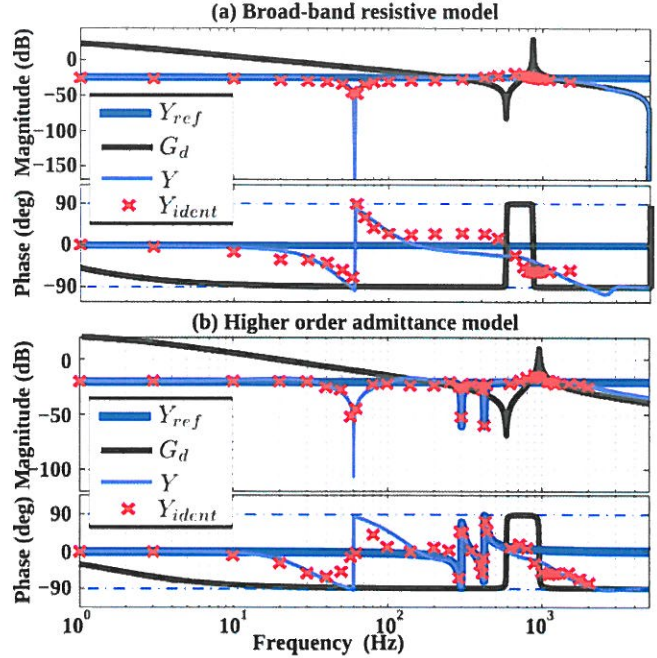 (a) Broad-band resistive model
Magnitude (dB)
0
−50
−100
−150
Y_ref
G_d
Y
Y_ident
Phase (deg)
90
0
−90
(b) Higher order admittance model
Magnitude (dB)
0
−50
−100
Y_ref
G_d
Y
Y_ident
Phase (deg)
90
0
−90
10^0 10^1 10^2 10^3
Frequency (Hz)